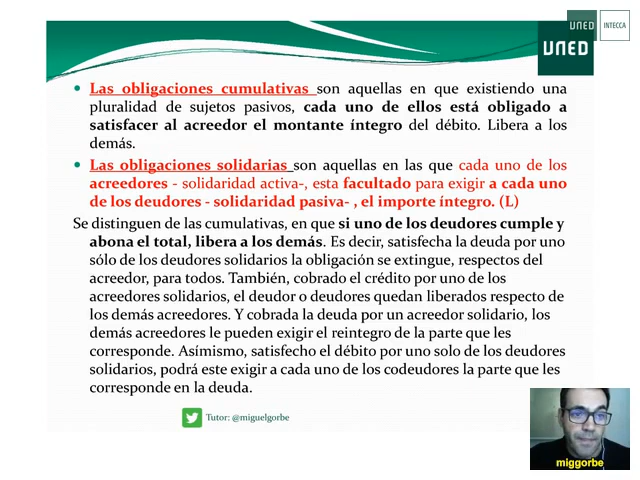 UNED
INTECCA
UNED
• Las obligaciones cumulativas son aquellas en que existiendo una
pluralidad de sujetos pasivos, cada uno de ellos está obligado a
satisfacer al acreedor el montante íntegro del débito. Libera a los
demás.
• Las obligaciones solidarias son aquellas en las que cada uno de los
acreedores - solidaridad activa-, esta facultado para exigir a cada uno
de los deudores - solidaridad pasiva- , el importe íntegro. (L)
Se distinguen de las cumulativas, en que si uno de los deudores cumple y
abona el total, libera a los demás. Es decir, satisfecha la deuda por uno
sólo de los deudores solidarios la obligación se extingue, respectos del
acreedor, para todos. También, cobrado el crédito por uno de los
acreedores solidarios, el deudor o deudores quedan liberados respecto de
los demás acreedores. Y cobrada la deuda por un acreedor solidario, los
demás acreedores le pueden exigir el reintegro de la parte que les
corresponde. Asímismo, satisfecho el débito por uno solo de los deudores
solidarios, podrá este exigir a cada uno de los codeudores la parte que les
corresponde en la deuda.
Tutor: @miguelgorbe
miggorbe